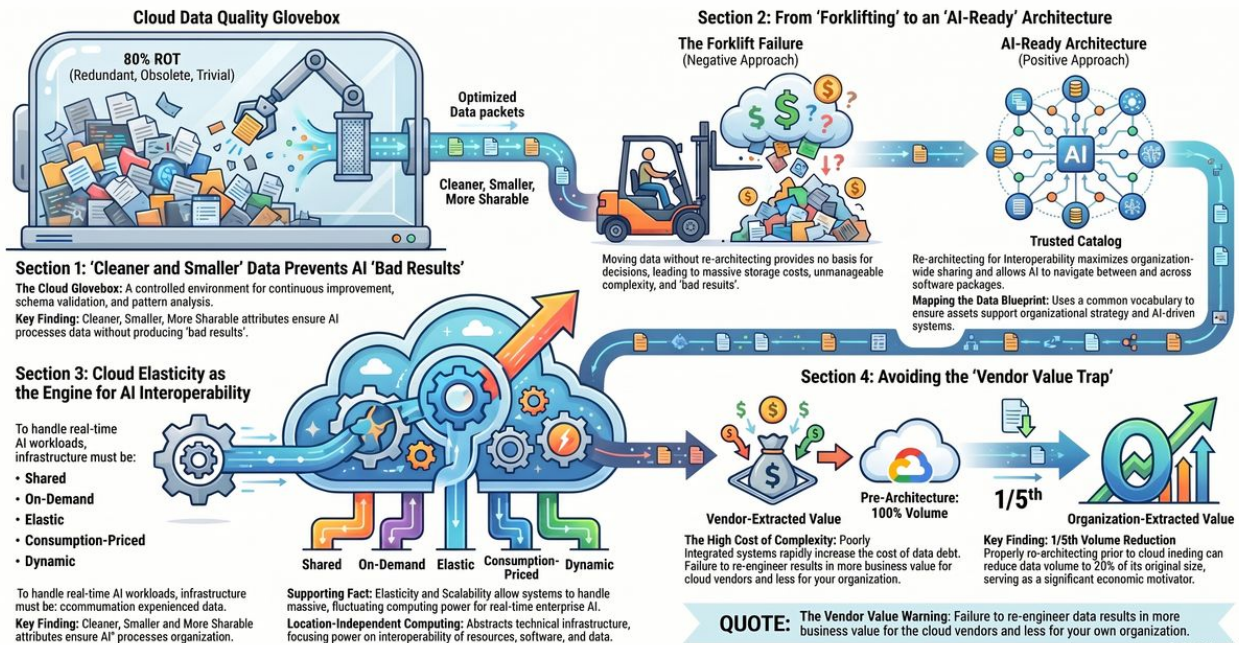 Cloud Data Quality Glovebox
80% ROT
(Redundant, Obsolete, Trivial)
Optimized
Data packets
Cleaner, Smaller,
More Sharable
Section 1: ‘Cleaner and Smaller’ Data Prevents AI ‘Bad Results’
The Cloud Glovebox: A controlled environment for continuous improvement,
schema validation, and pattern analysis.
Key Finding: Cleaner, Smaller, More Sharable attributes ensure AI
processes data without producing ‘bad results’.
Section 2: From ‘Forklifting’ to an ‘AI-Ready’ Architecture
The Forklift Failure
(Negative Approach)
$ $ $ $ ? ? ? ? ?
Moving data without re-architecting provides no basis for
decisions, leading to massive storage costs, unmanageable
complexity, and ‘bad results’.
AI-Ready Architecture
(Positive Approach)
AI
Trusted Catalog
Re-architecting for Interoperability maximizes organization-
wide sharing and allows AI to navigate between and across
software packages.
Mapping the Data Blueprint: Uses a common vocabulary to
ensure assets support organizational strategy and AI-driven
systems.
Section 3: Cloud Elasticity as
the Engine for AI Interoperability
To handle real-time
AI workloads,
infrastructure must be:
• Shared
• On-Demand
• Elastic
• Consumption-Priced
• Dynamic
To handle real-time AI workloads, infrastructure
must be: ccommumation experienced data.
Key Finding: Cleaner, Smaller and More Sharable
attributes ensure AI" processes organization.
Shared
On-Demand
Elastic
Consumption-
Priced
Dynamic
Supporting Fact: Elasticity and Scalability allow systems to handle
massive, fluctuating computing power for real-time enterprise AI.
Location-Independent Computing: Abstracts technical infrastructure,
focusing power on interoperability of resources, software, and data.
Section 4: Avoiding the ‘Vendor Value Trap’
$ $ $ $ $ $
Vendor-Extracted Value
Pre-Architecture:
100% Volume
1/5th
Organization-Extracted Value
The High Cost of Complexity: Poorly
Integrated systems rapidly increase the cost of data debt.
Failure to re-engineer results in more business value for
cloud vendors and less for your organization.
Key Finding: 1/5th Volume Reduction
Properly ro-architecting prior to cloud ineding can
reduce data volume to 20% of its original size,
serving as a significant economic motivator.
QUOTE: The Vendor Value Warning: Failure to re-engineer data results in more
business value for the cloud vendors and less for your own organization.